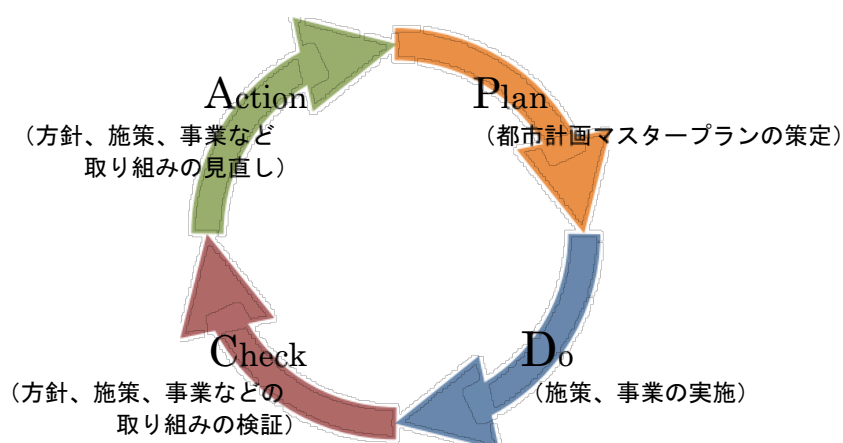 Action
（方針、施策、事業など
取り組みの見直し）
Plan
（都市計画マスタープランの策定）
Check
（方針、施策、事業などの
取り組みの検証）
Do
（施策、事業の実施）